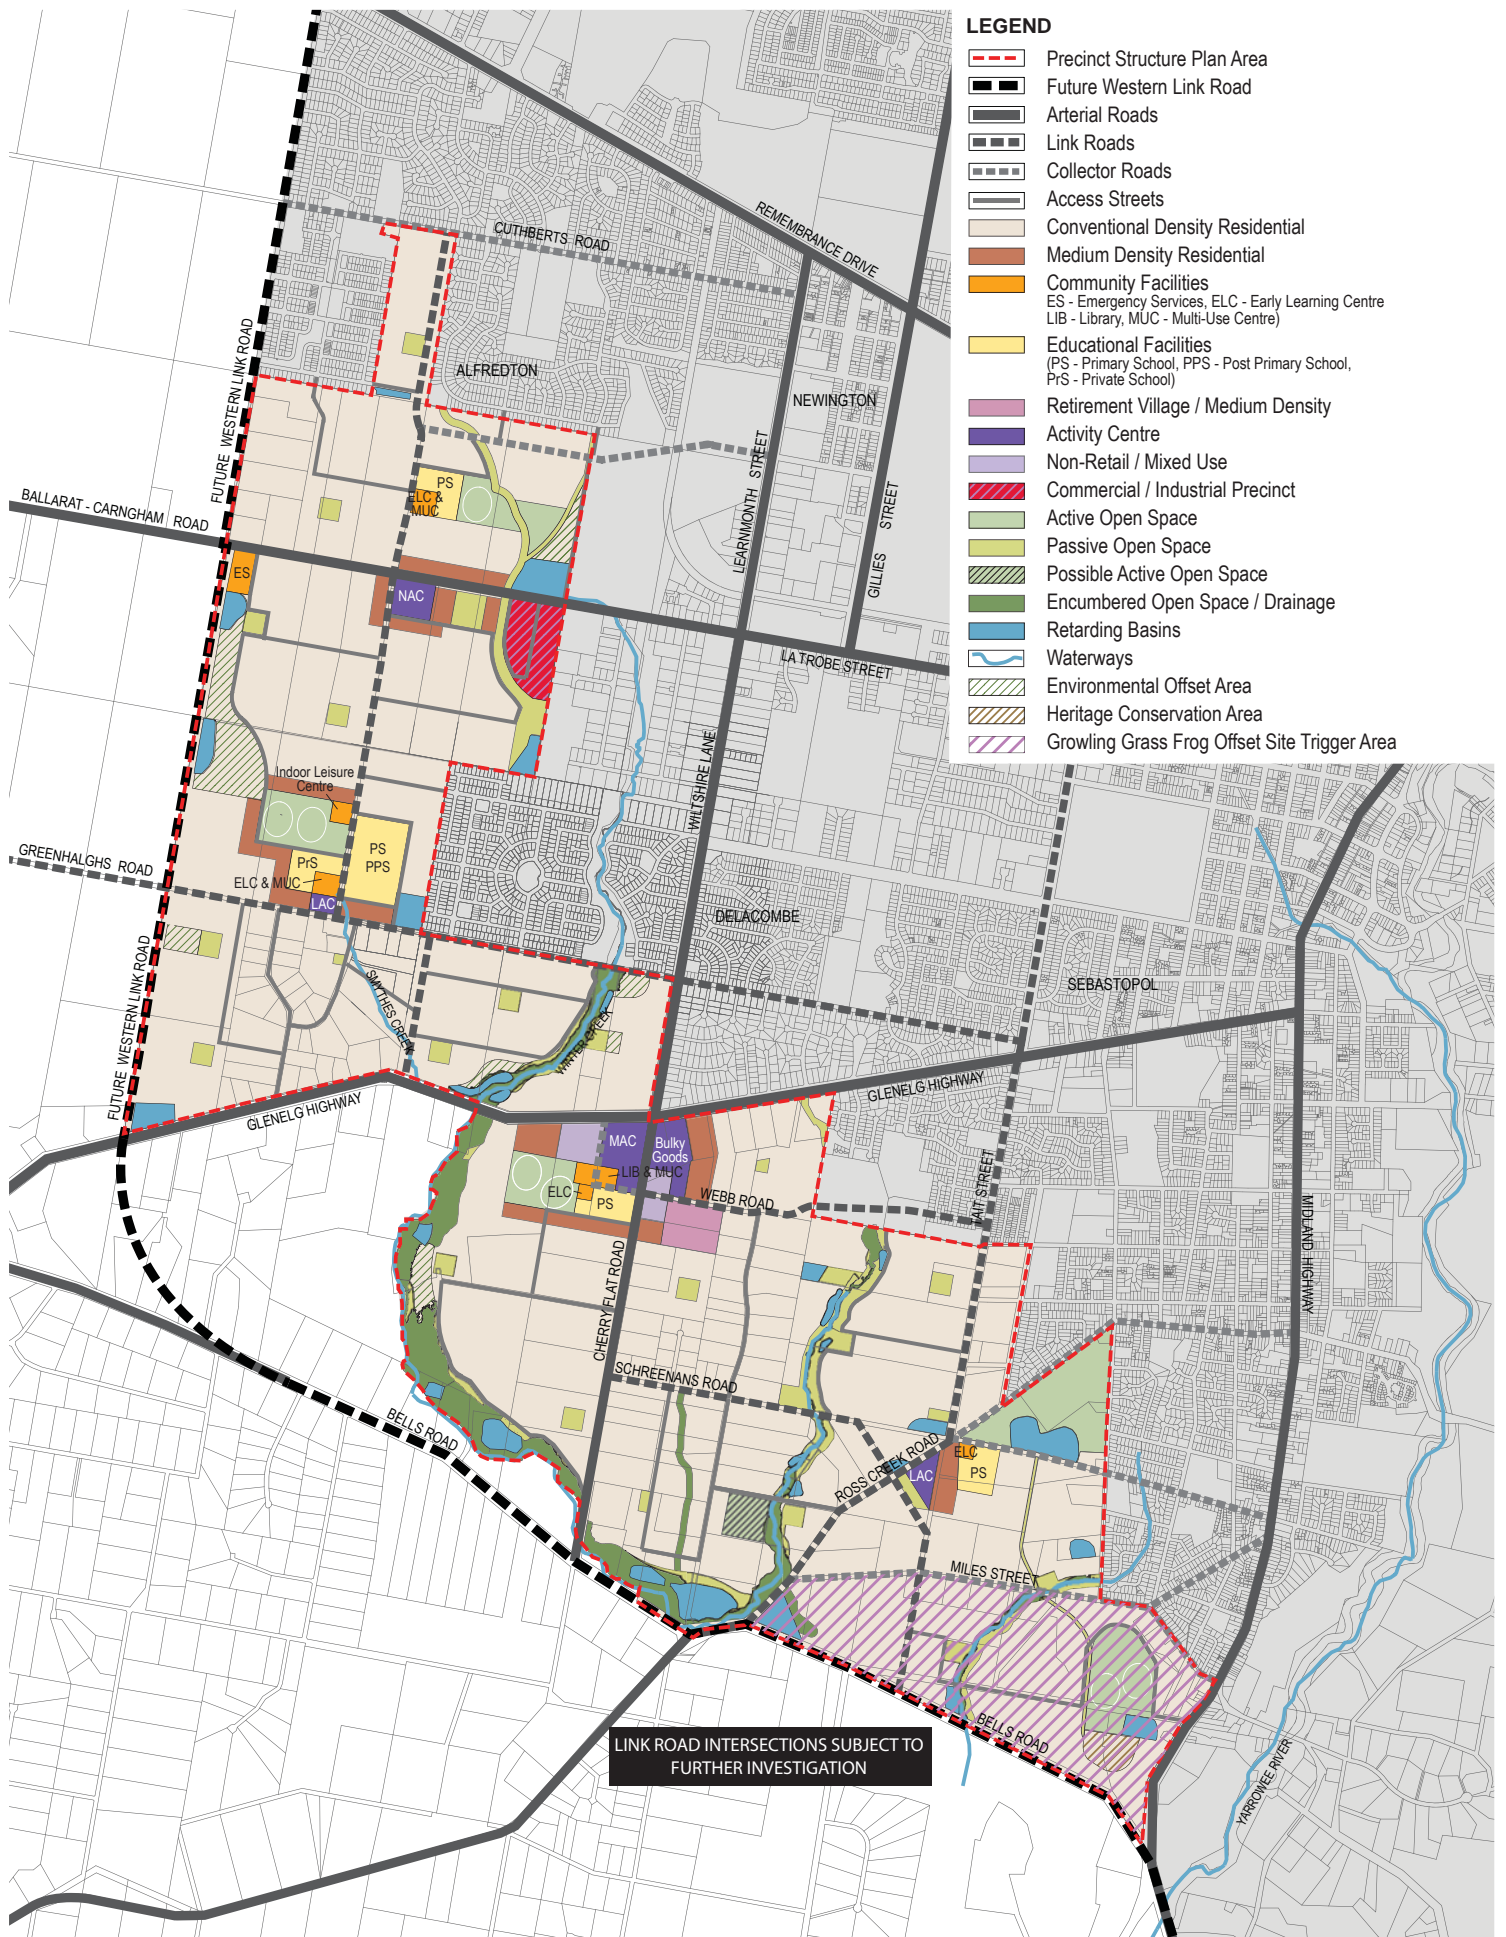 LEGEND
Precinct Structure Plan Area
Future Western Link Road
Arterial Roads
Link Roads
Collector Roads
Access Streets
Conventional Density Residential
Medium Density Residential
Community Facilities
ES - Emergency Services, ELC - Early Learning Centre
LIB - Library, MUC - Multi-Use Centre)
Educational Facilities
(PS - Primary School, PPS - Post Primary School,
PrS - Private School)
Retirement Village / Medium Density
Activity Centre
Non-Retail / Mixed Use
Commercial / Industrial Precinct
Active Open Space
Passive Open Space
Possible Active Open Space
Encumbered Open Space / Drainage
Retarding Basins
Waterways
Environmental Offset Area
Heritage Conservation Area
Growling Grass Frog Offset Site Trigger Area
REMEMBRANCE DRIVE
CUTHBERTS ROAD
FUTURE WESTERN LINK ROAD
ALFREDTON
NEWINGTON
LEARNMONTH STREET
GILLIES STREET
BALLARAT - CARNGHAM ROAD
PS
ELC &
MUC
ES
NAC
LA TROBE STREET
WILTSHIRE LANE
Indoor Leisure
Centre
GREENHALGHS ROAD
PrS
PS
PPS
ELC & MUC
LAC
DELACOMBE
SEBASTOPOL
FUTURE WESTERN LINK ROAD
SMYTHES CREEK
WINTER CREEK
GLENELG HIGHWAY
GLENELG HIGHWAY
MAC
Bulky
Goods
LIB & MUC
ELC
PS
WEBB ROAD
TAIT STREET
MIDLAND HIGHWAY
CHERRY FLAT ROAD
SCHREENANS ROAD
BELLS ROAD
ROSS CREEK ROAD
ELC
LAC
PS
MILES STREET
BELLS ROAD
YARROWEE RIVER
LINK ROAD INTERSECTIONS SUBJECT TO
FURTHER INVESTIGATION